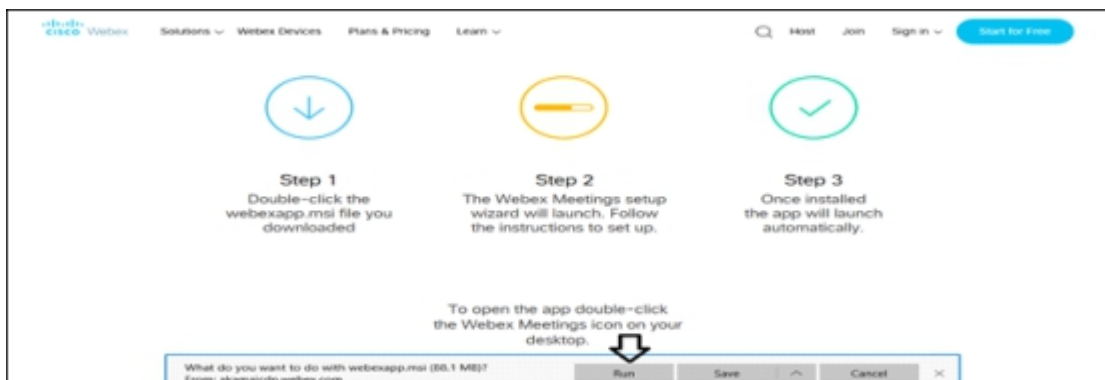 CISCO Webex Solutions Webex Devices Plans & Pricing Learn Host Join Sign in Start for Free
Step 1
Double-click the
webexapp.msi file you
downloaded
Step 2
The Webex Meetings setup
wizard will launch. Follow
the instructions to set up.
Step 3
Once installed
the app will launch
automatically.
To open the app double-click
the Webex Meetings icon on your
desktop.
What do you want to do with webexapp.msi (88.1 MB)?
From: akamaicdn.webex.com
Run Save Cancel